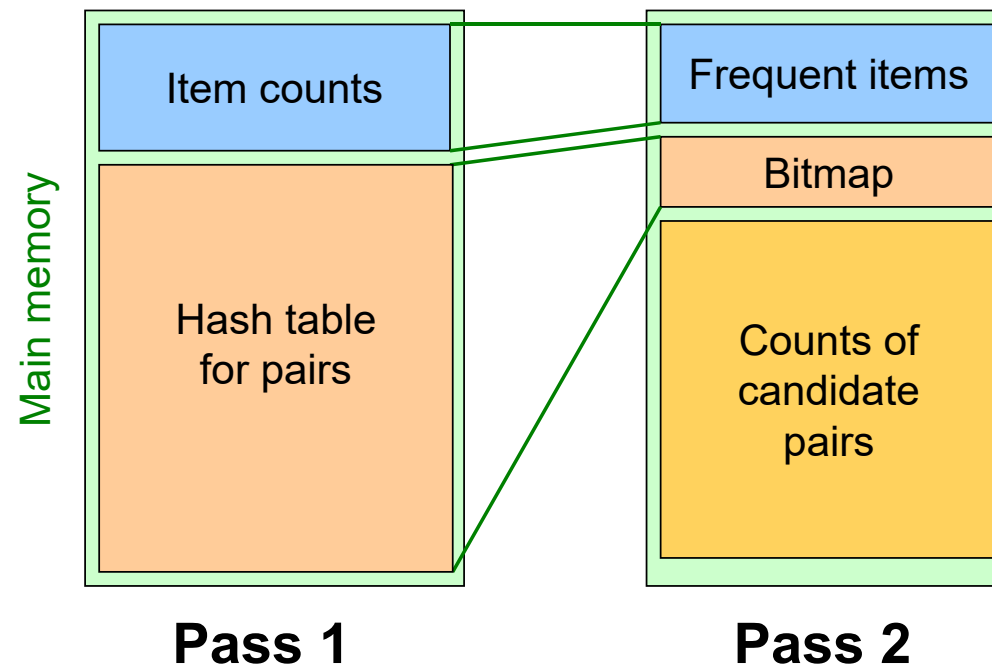 Main memory
Item counts
Hash table
for pairs
Pass 1
Frequent items
Bitmap
Counts of
candidate
pairs
Pass 2